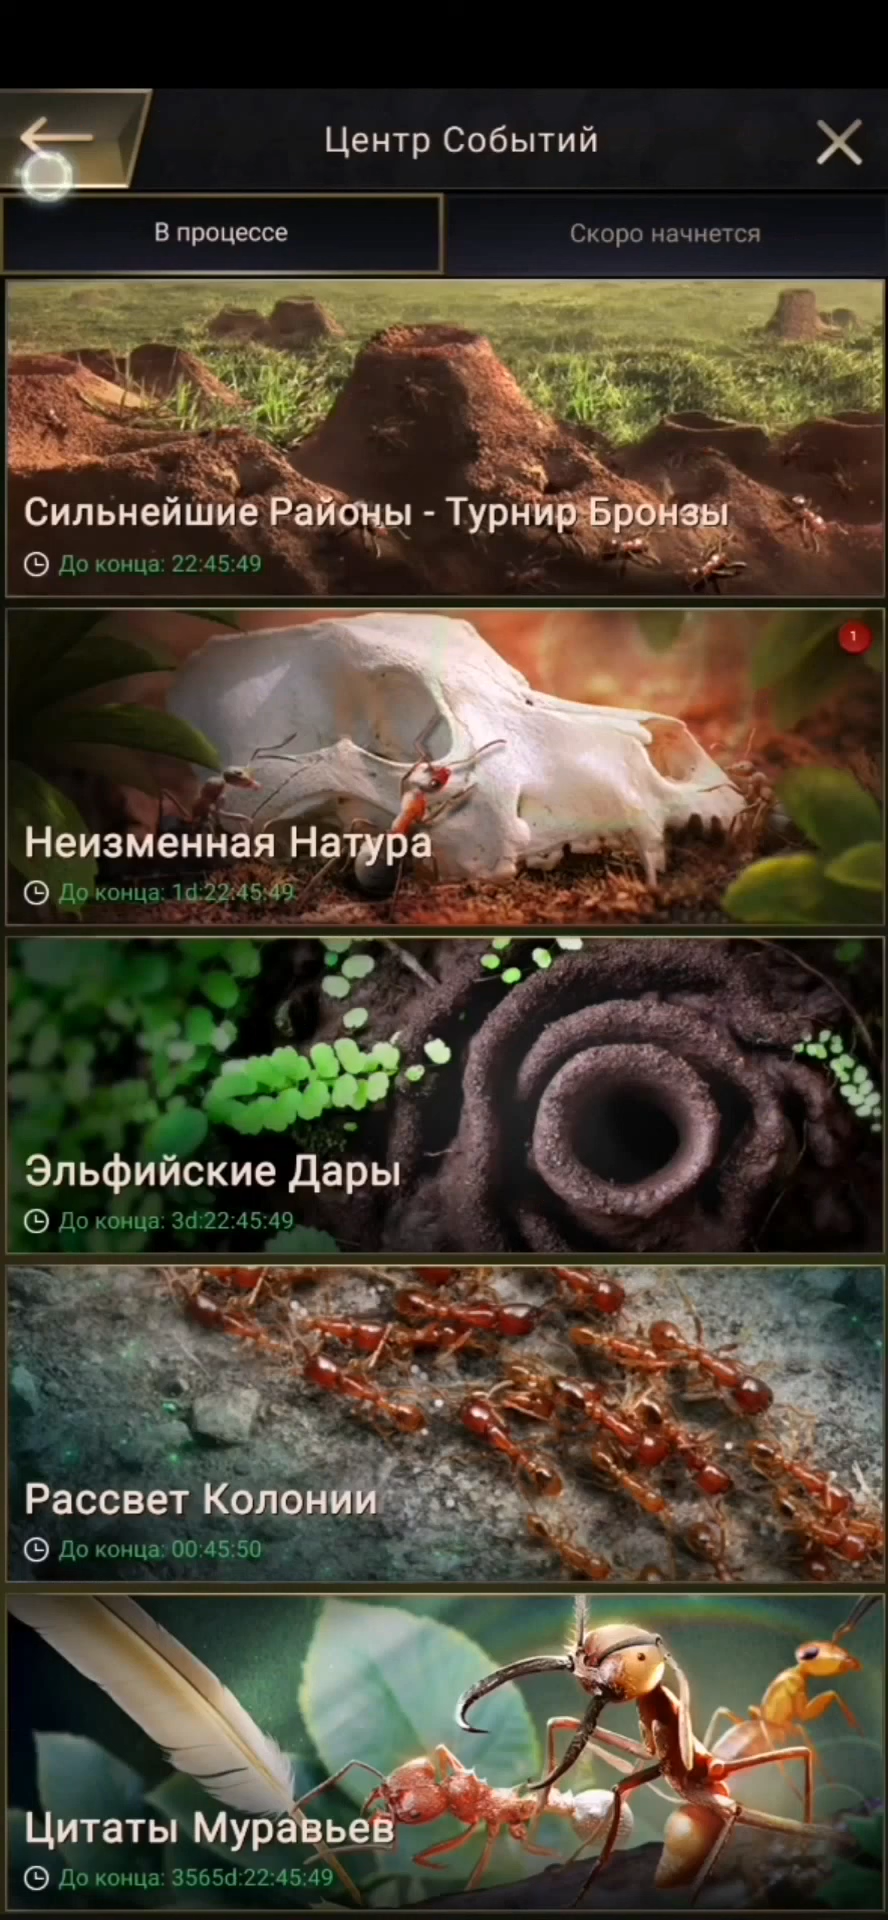 Центр Событий
В процессе
Скоро начнется
Сильнейшие Районы - Турнир Бронзы
До конца: 22:45:49
1
Неизменная Натура
До конца: 1d:22:45:49
Эльфийские Дары
До конца: 3d:22:45:49
Рассвет Колонии
До конца: 00:45:50
Цитаты Муравьев
До конца: 3565d:22:45:49